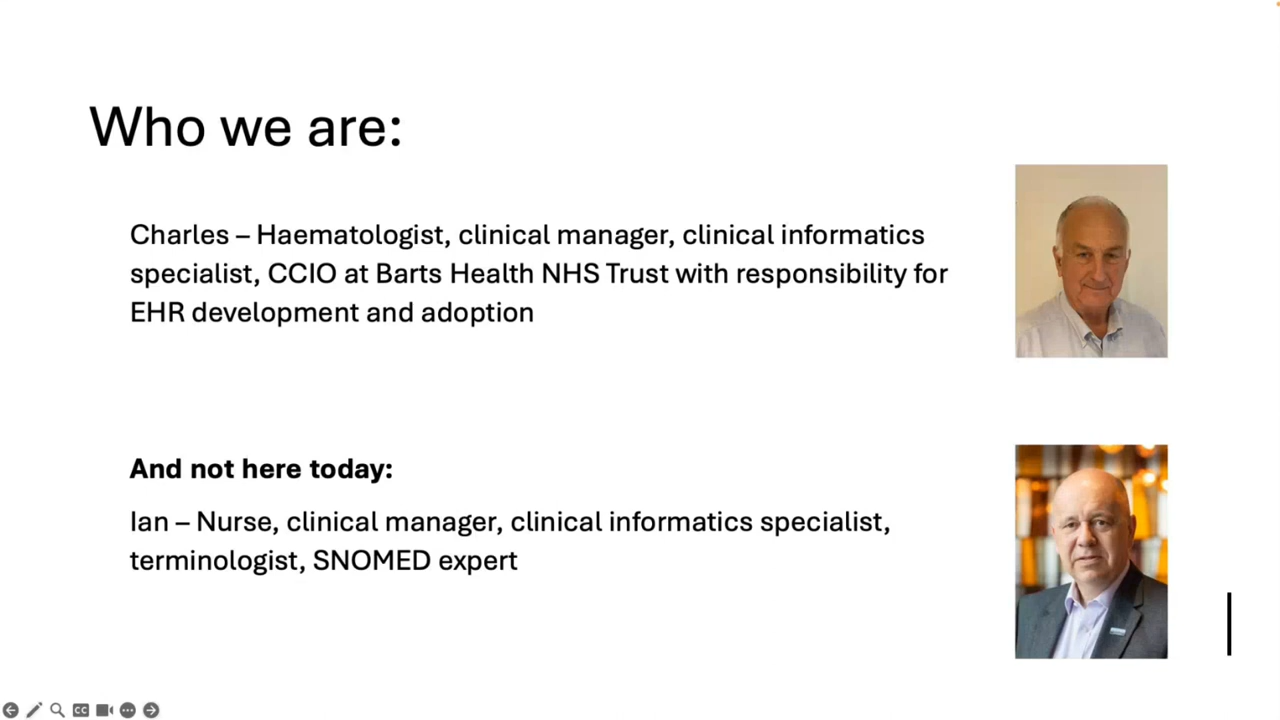 Who we are:
Charles – Haematologist, clinical manager, clinical informatics
specialist, CCIO at Barts Health NHS Trust with responsibility for
EHR development and adoption
And not here today:
Ian – Nurse, clinical manager, clinical informatics specialist,
terminologist, SNOMED expert
CC